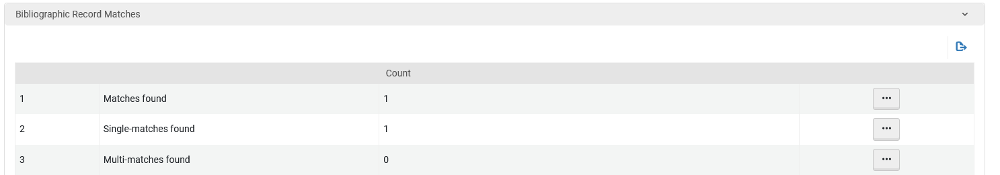 Bibliographic Record Matches
Count
1 Matches found 1
2 Single-matches found 1
3 Multi-matches found 0